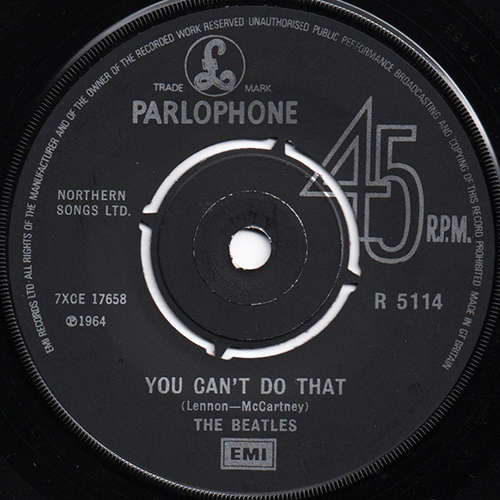 EMI RECORDS LTD·ALL RIGHTS OF THE MANUFACTURER AND OF THE OWNER OF THE RECORDED WORK RESERVED·UNAUTHORISED PUBLIC PERFORMANCE BROADCASTING AND COPYING OF THIS RECORD PROHIBITED·MADE IN GT BRITAIN
£
TRADE MARK
PARLOPHONE
45
R.P.M.
NORTHERN
SONGS LTD.
7XCE 17658
℗1964
R 5114
YOU CAN'T DO THAT
(Lennon—McCartney)
THE BEATLES
EMI